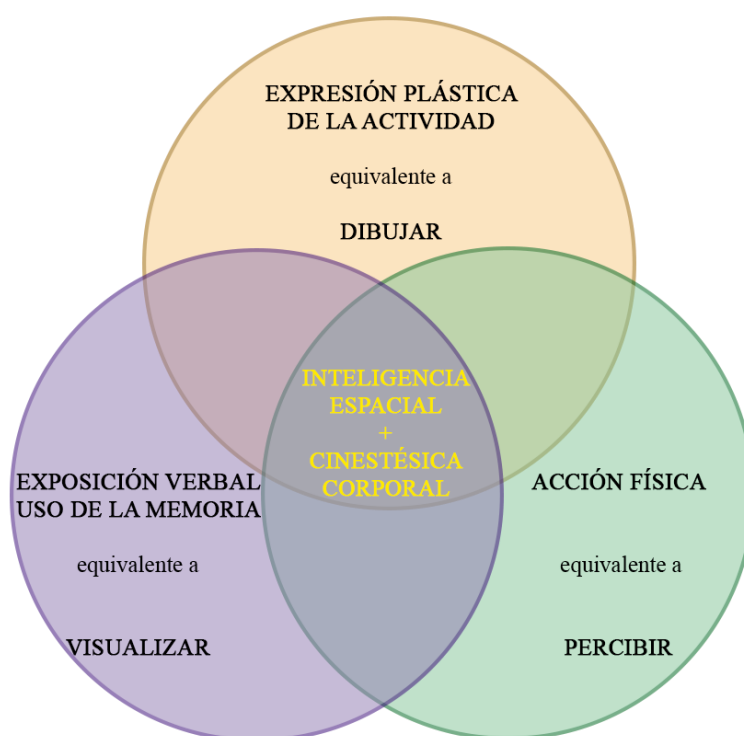 EXPRESIÓN PLÁSTICA
DE LA ACTIVIDAD
equivalente a
DIBUJAR
INTELIGENCIA
ESPACIAL
+
CINESTÉSICA
CORPORAL
EXPOSICIÓN VERBAL
USO DE LA MEMORIA
equivalente a
VISUALIZAR
ACCIÓN FÍSICA
equivalente a
PERCIBIR